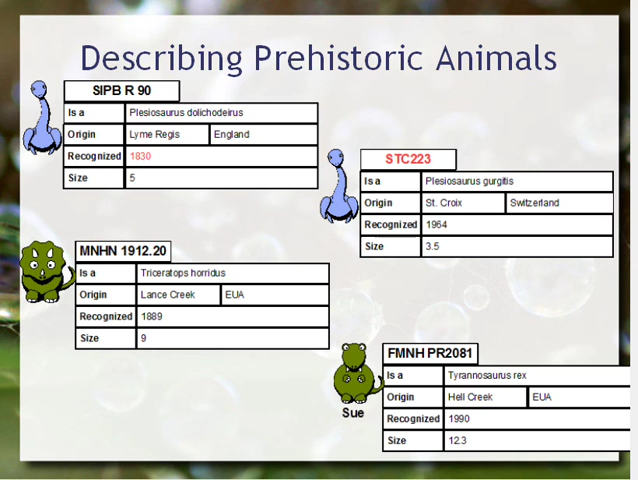 Describing Prehistoric Animals
SIPB R 90
Is a Plesiosaurus dolichodeirus
Origin Lyme Regis England
Recognized 1830
Size 5
STC223
Is a Plesiosaurus gurgitis
Origin St. Croix Switzerland
Recognized 1964
Size 3.5
MNHN 1912.20
Is a Triceratops horridus
Origin Lance Creek EUA
Recognized 1889
Size 9
FMNH PR2081
Is a Tyrannosaurus rex
Origin Hell Creek EUA
Recognized 1990
Size 12.3
Sue